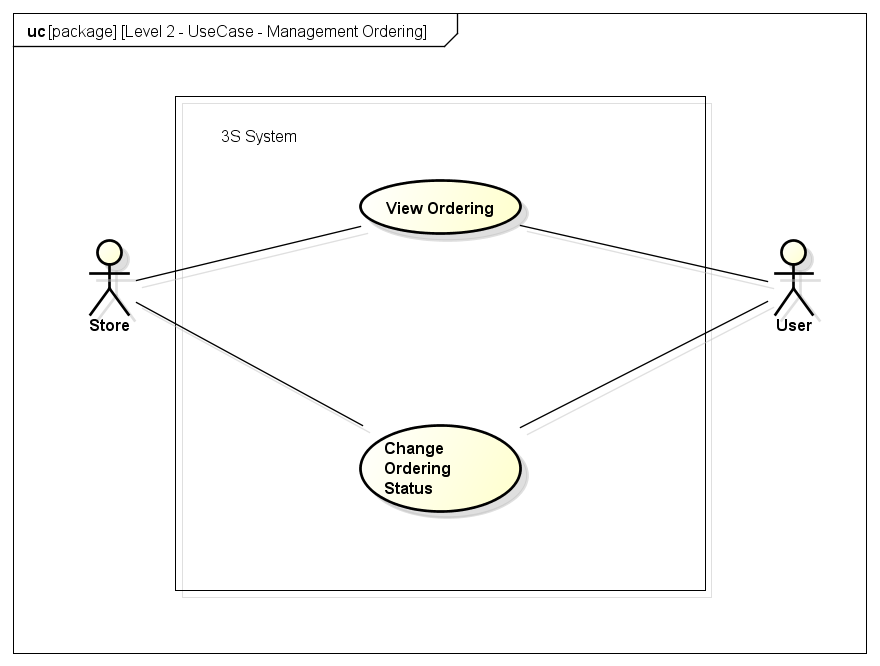 uc [package] [Level 2 - UseCase - Management Ordering]
3S System
View Ordering
Store
User
Change
Ordering
Status